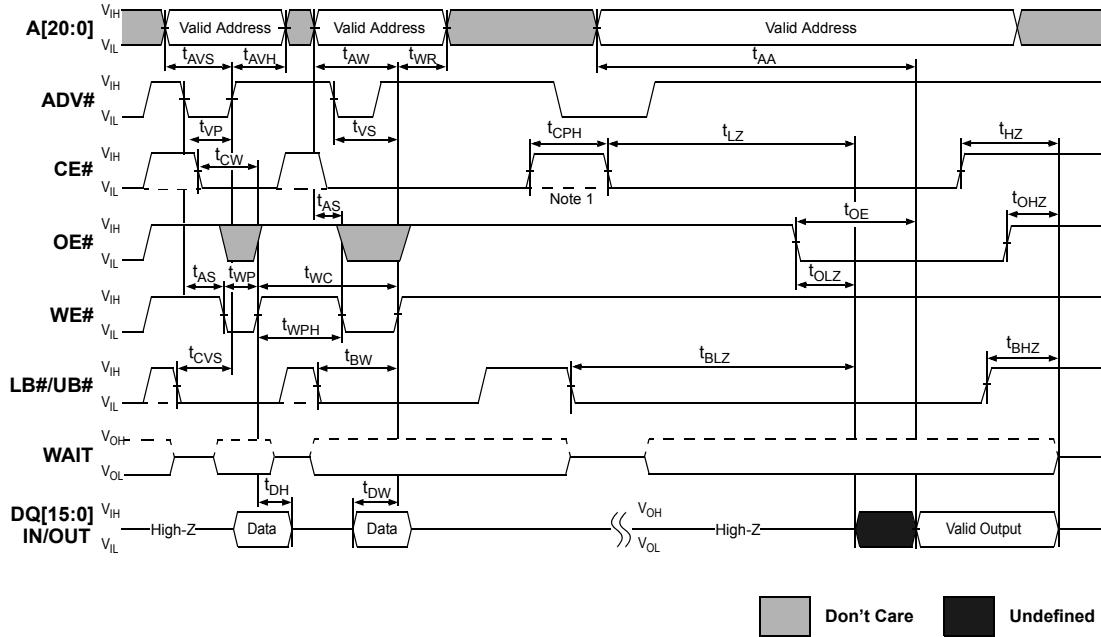 A[20:0] VIH VIL Valid Address Valid Address Valid Address
tAVS tAVH tAW tWR tAA
ADV# VIH VIL
tVP tVS
CE# VIH VIL tCW tCPH tLZ tHZ
Note 1
tAS
OE# VIH VIL tOE tOHZ
tOLZ
tAS tWP tWC
WE# VIH VIL
tWPH
LB#/UB# VIH VIL tCVS tBW tBLZ tBHZ
WAIT VOH VOL
tDH tDW
DQ[15:0] IN/OUT VIH VIL High-Z Data Data VOH VOL High-Z Valid Output
Don't Care Undefined